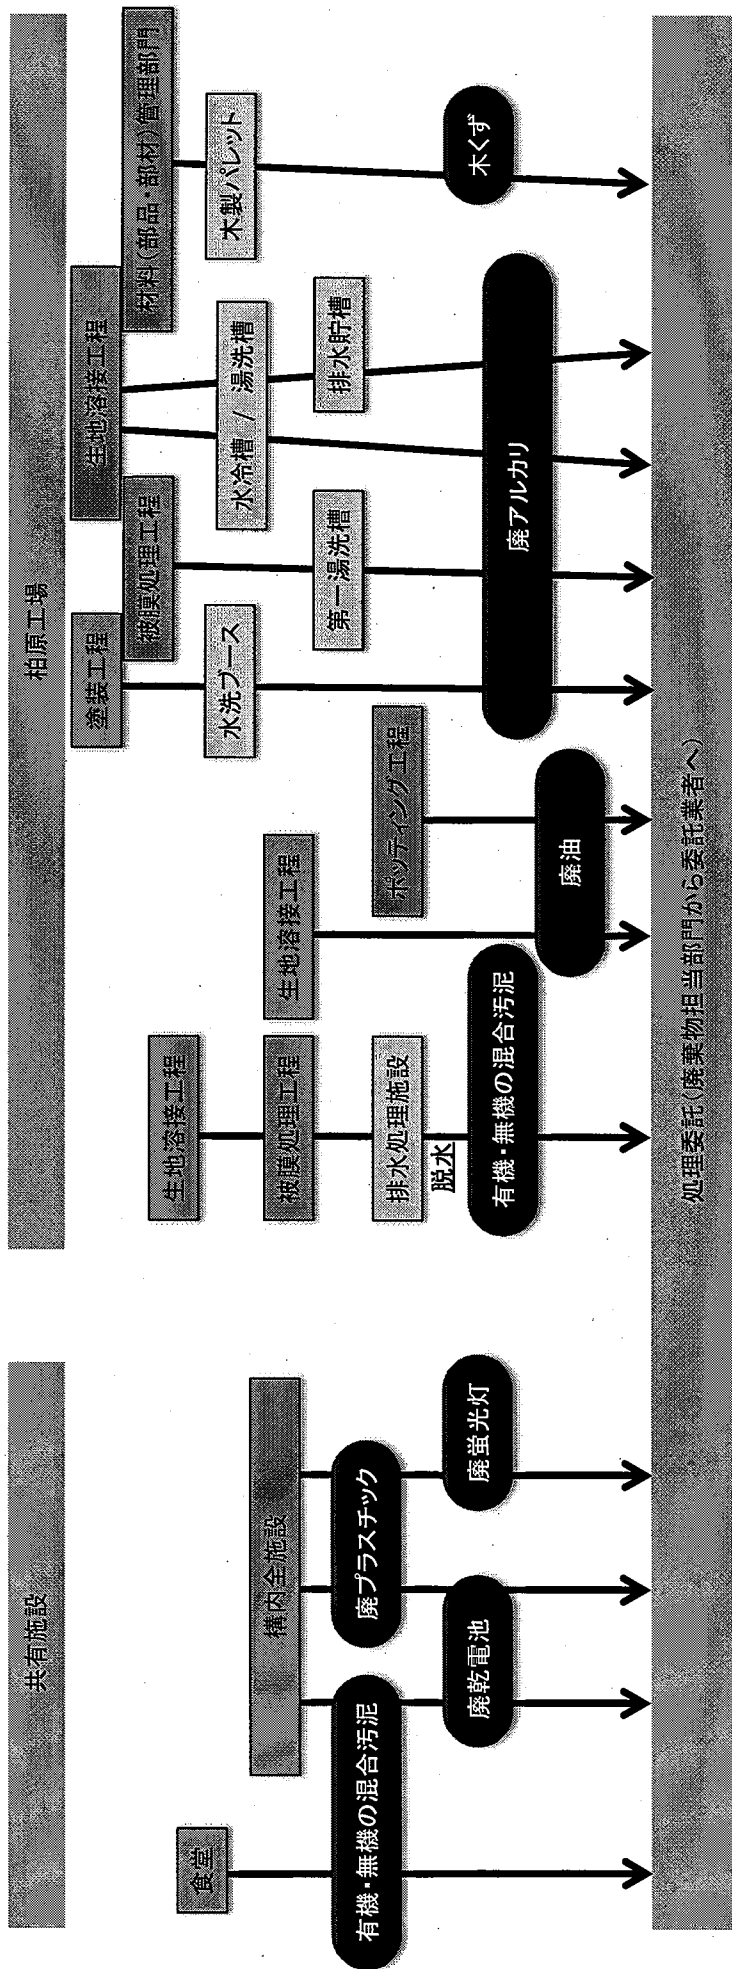 共有施設
食堂
有機・無機の混合汚泥
構内全施設
廃プラスチック
廃乾電池
廃蛍光灯
柏原工場
生地溶接工程
被膜処理工程
排水処理施設
脱水
有機・無機の混合汚泥
生地溶接工程
ポッティング工程
廃油
塗装工程
水洗ブース
被膜処理工程
第一湯洗槽
生地溶接工程
水冷槽 / 湯洗槽
排水貯槽
廃アルカリ
材料(部品・部材)管理部門
木製パレット
木くず
処理委託(廃棄物担当部門から委託業者へ)